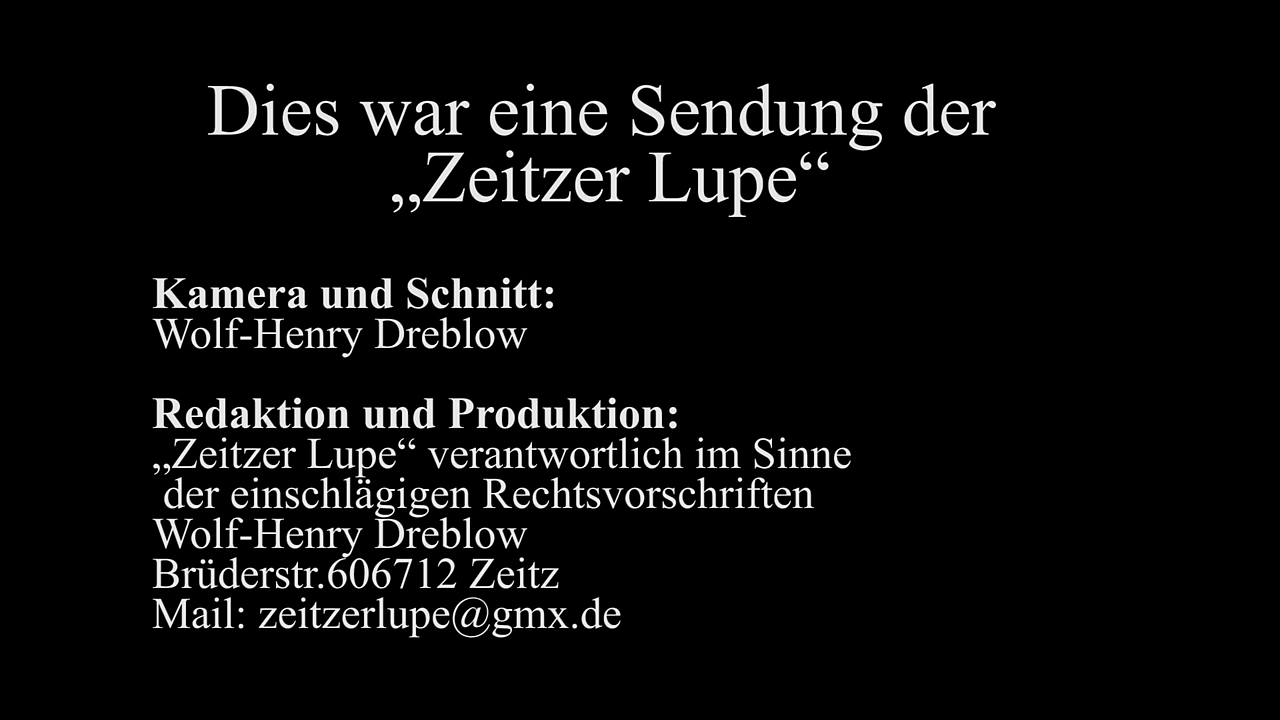 Dies war eine Sendung der
„Zeitzer Lupe“
Kamera und Schnitt:
Wolf-Henry Dreblow
Redaktion und Produktion:
„Zeitzer Lupe“ verantwortlich im Sinne
der einschlägigen Rechtsvorschriften
Wolf-Henry Dreblow
Brüderstr.606712 Zeitz
Mail: zeitzerlupe@gmx.de